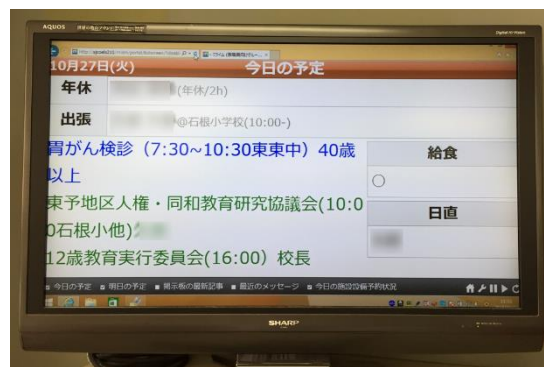 AQUOS
10月27日(火) 今日の予定
年休 (年休/2h)
出張 @石根小学校(10:00-)
胃がん検診（7:30~10:30東東中）40歳
以上
東予地区人権・同和教育研究協議会(10:0
0石根小他)
12歳教育実行委員会(16:00) 校長
給食
○
日直
今日の予定 明日の予定 掲示板の最新記事 最近のメッセージ 今日の施設設備予約状況
SHARP